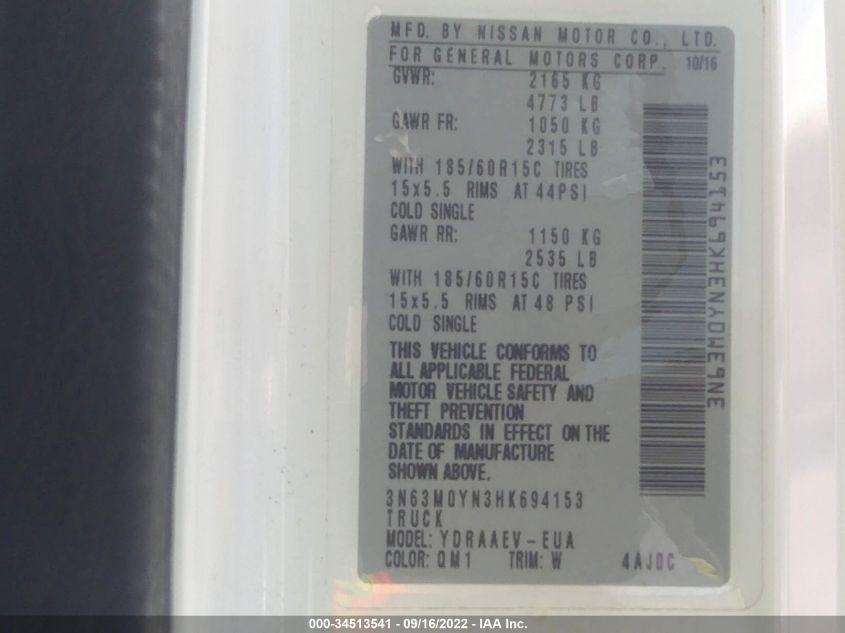 MFD. BY NISSAN MOTOR CO., LTD.
FOR GENERAL MOTORS CORP. 10/16
GVWR: 2165 KG
4773 LB
GAWR FR: 1050 KG
2315 LB
WITH 185/60R15C TIRES
15x5.5 RIMS AT 44PSI
COLD SINGLE
GAWR RR: 1150 KG
2535 LB
WITH 185/60R15C TIRES
15x5.5 RIMS AT 48 PSI
COLD SINGLE
THIS VEHICLE CONFORMS TO
ALL APPLICABLE FEDERAL
MOTOR VEHICLE SAFETY AND
THEFT PREVENTION
STANDARDS IN EFFECT ON THE
DATE OF MANUFACTURE
SHOWN ABOVE.
3N63M0YN3HK694153
TRUCK
MODEL: YDRAAEV-EUA
COLOR: QM1 TRIM: W 4AJ0C
3N63M0YN3HK694153
000-34513541 - 09/16/2022 - IAA Inc.